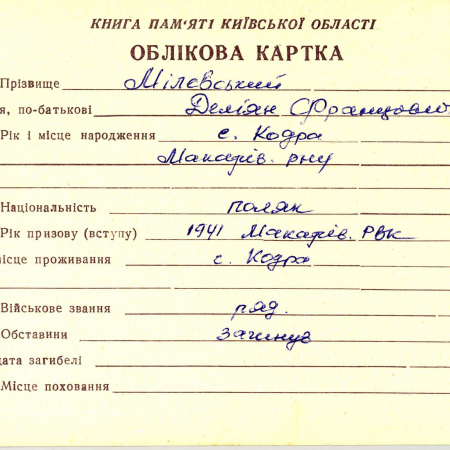 КНИГА ПАМ'ЯТІ КИЇВСЬКОЇ ОБЛАСТІ
ОБЛІКОВА КАРТКА
Прізвище Мілевський
я, по-батькові Деміян Францович
Рік і місце народження с. Кодра
Макарів. р-ну
Національність поляк
Рік призову (вступу) 1941 Макарів. РВК
місце проживання с. Кодра
Військове звання ряд.
Обставини загинув
дата загибелі
Місце поховання